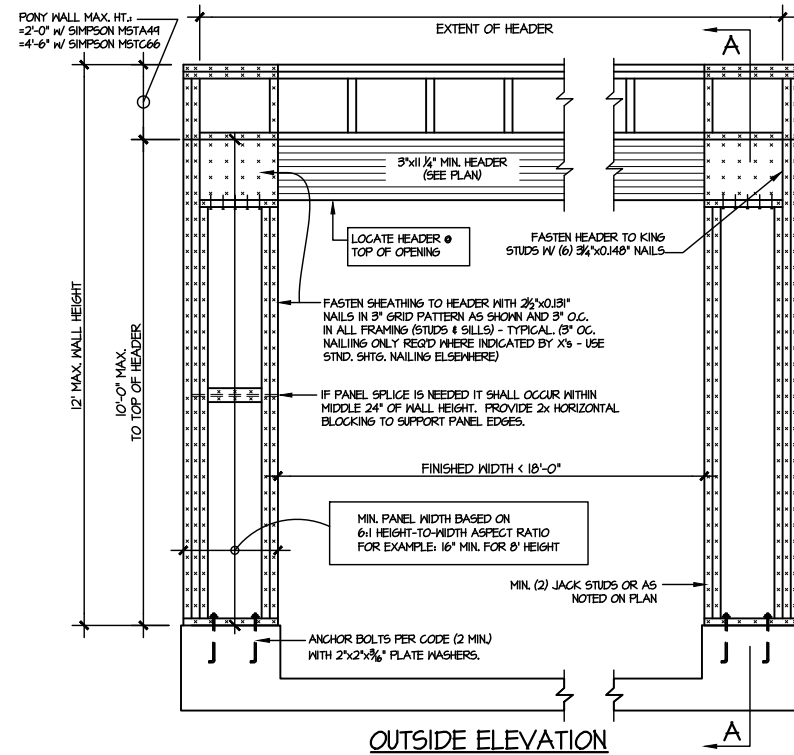 PONY WALL MAX. HT.:
=2'-0" W/ SIMPSON MSTA49
=4'-6" W/ SIMPSON MSTC66
EXTENT OF HEADER
A
3"x11 1/4" MIN. HEADER
(SEE PLAN)
LOCATE HEADER @
TOP OF OPENING
FASTEN HEADER TO KING
STUDS W/ (6) 3 1/4"x0.148" NAILS
FASTEN SHEATHING TO HEADER WITH 2 1/2"x0.131"
NAILS IN 3" GRID PATTERN AS SHOWN AND 3" O.C.
IN ALL FRAMING (STUDS & SILLS) - TYPICAL. (3" OC.
NAILING ONLY REQ'D WHERE INDICATED BY X's - USE
STND. SHTG. NAILING ELSEWHERE)
12' MAX. WALL HEIGHT
10'-0" MAX.
TO TOP OF HEADER
IF PANEL SPLICE IS NEEDED IT SHALL OCCUR WITHIN
MIDDLE 24" OF WALL HEIGHT. PROVIDE 2x HORIZONTAL
BLOCKING TO SUPPORT PANEL EDGES.
FINISHED WIDTH < 18'-0"
MIN. PANEL WIDTH BASED ON
6:1 HEIGHT-TO-WIDTH ASPECT RATIO
FOR EXAMPLE: 16" MIN. FOR 8' HEIGHT
MIN. (2) JACK STUDS OR AS
NOTED ON PLAN
ANCHOR BOLTS PER CODE (2 MIN.)
WITH 2"x2"x3/16" PLATE WASHERS.
OUTSIDE ELEVATION
A